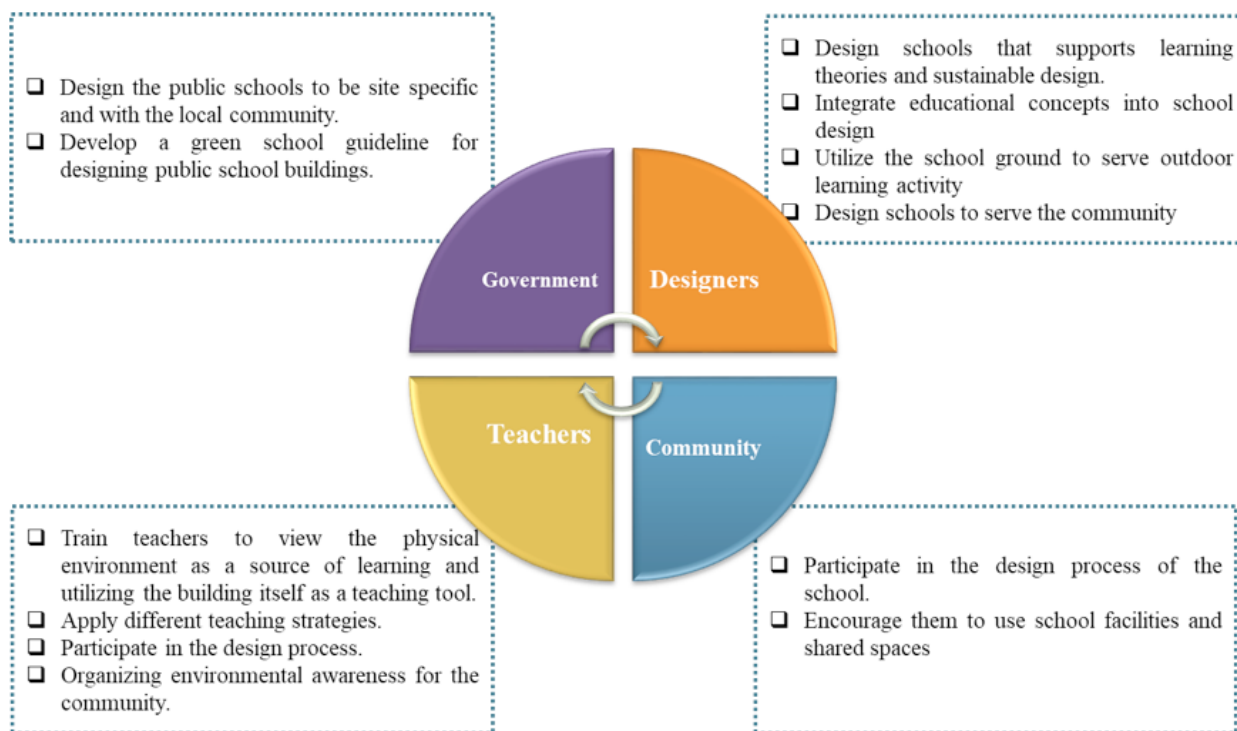 ❑ Design the public schools to be site specific
and with the local community.
❑ Develop a green school guideline for
designing public school buildings.
❑ Design schools that supports learning
theories and sustainable design.
❑ Integrate educational concepts into school
design
❑ Utilize the school ground to serve outdoor
learning activity
❑ Design schools to serve the community
Government
Designers
Teachers
Community
❑ Train teachers to view the physical
environment as a source of learning and
utilizing the building itself as a teaching tool.
❑ Apply different teaching strategies.
❑ Participate in the design process.
❑ Organizing environmental awareness for the
community.
❑ Participate in the design process of the
school.
❑ Encourage them to use school facilities and
shared spaces